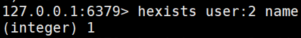 127.0.0.1:6379> hexists user:2 name
(integer) 1